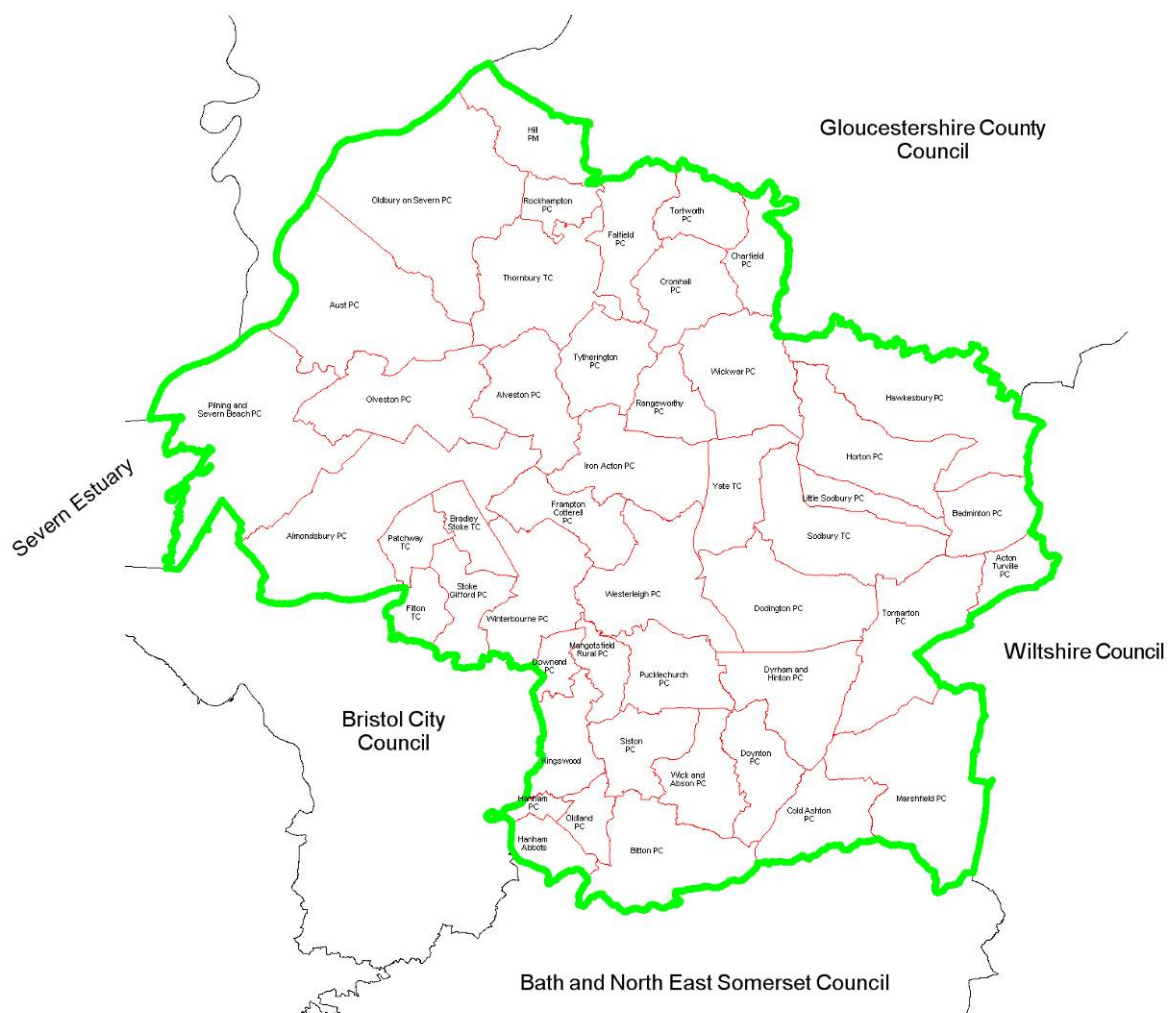 Gloucestershire County
Council
Hill
PM
Oldbury on Severn PC
Rockhampton
PC
Tortworth
PC
Falfield
PC
Charfield
PC
Thornbury TC
Cromhall
PC
Aust PC
Tytherington
PC
Wickwar PC
Olveston PC
Alveston PC
Rangeworthy
PC
Hawkesbury PC
Pilning and
Severn Beach PC
Horton PC
Iron Acton PC
Severn Estuary
Yate TC
Little Sodbury PC
Badminton PC
Frampton
Cotterell
PC
Bradley
Stoke TC
Almondsbury PC
Patchway
TC
Sodbury TC
Acton
Turville
PC
Stoke
Gifford PC
Westerleigh PC
Dodington PC
Filton
TC
Winterbourne PC
Tormarton
PC
Wiltshire Council
Mangotsfield
Rural PC
Downend
PC
Pucklechurch
PC
Dyrham and
Hinton PC
Bristol City
Council
Siston
PC
Doynton
PC
Kingswood
Wick and
Abson PC
Marshfield PC
Hanham
PC
Oldland
PC
Cold Ashton
PC
Hanham
Abbots
Bitton PC
Bath and North East Somerset Council